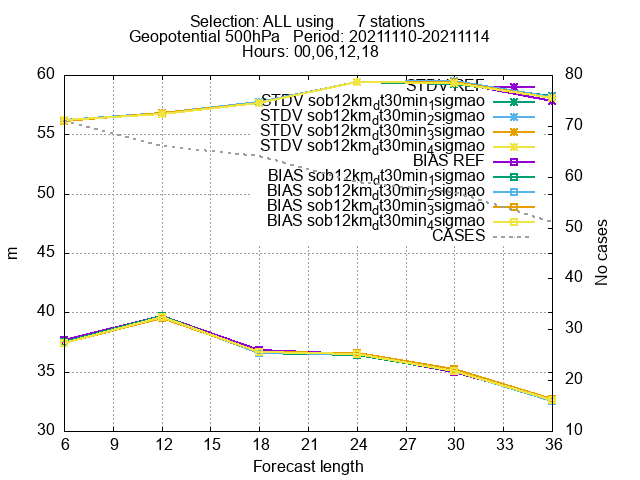 Selection: ALL using 7 stations
Geopotential 500hPa Period: 20211110-20211114
Hours: 00,06,12,18
60
55
50
45
40
35
30
m
80
70
60
50
40
30
20
10
No cases
STDV REF
STDV sob12km_dt30min_1sigmao
STDV sob12km_dt30min_2sigmao
STDV sob12km_dt30min_3sigmao
STDV sob12km_dt30min_4sigmao
BIAS REF
BIAS sob12km_dt30min_1sigmao
BIAS sob12km_dt30min_2sigmao
BIAS sob12km_dt30min_3sigmao
BIAS sob12km_dt30min_4sigmao
CASES
6 9 12 15 18 21 24 27 30 33 36
Forecast length